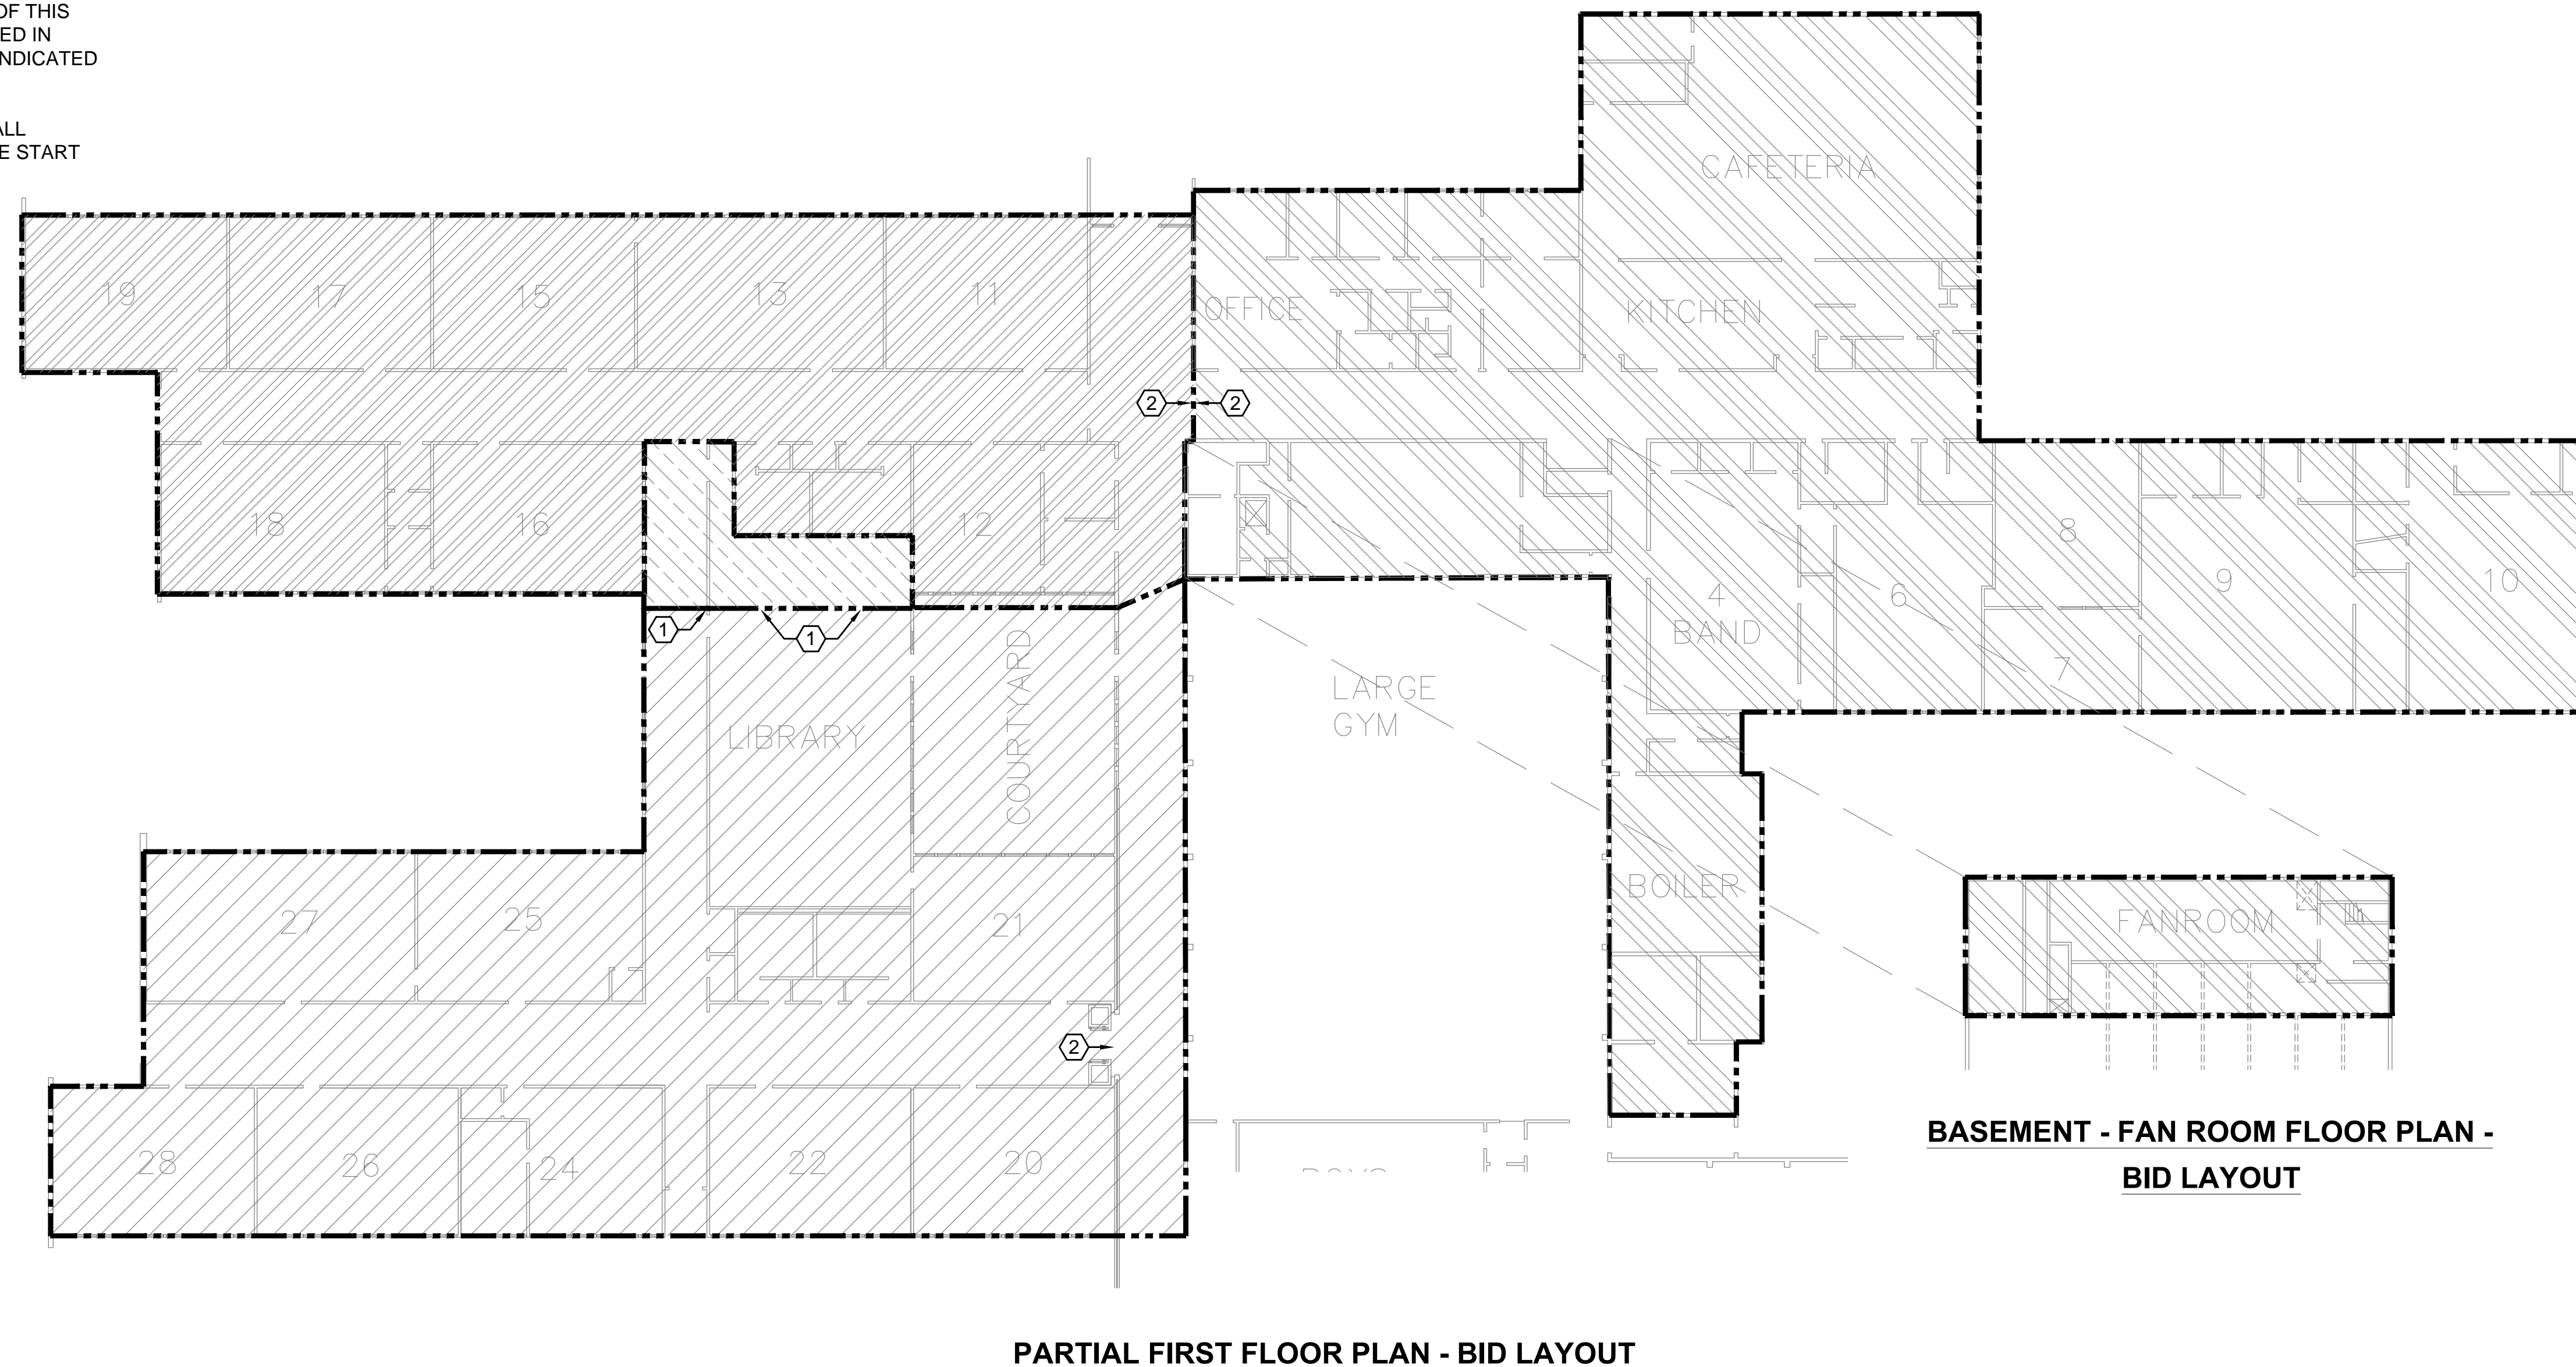 OF THIS
ED IN
INDICATED
ALL
E START
CAFETERIA
19
17
15
13
11
OFFICE
KITCHEN
2
2
18
16
12
8
9
10
4
BAND
6
7
1
1
LIBRARY
COURTYARD
LARGE
GYM
27
25
21
BOILER
FANROOM
2
28
26
24
22
20
BASEMENT - FAN ROOM FLOOR PLAN -
BID LAYOUT
PARTIAL FIRST FLOOR PLAN - BID LAYOUT